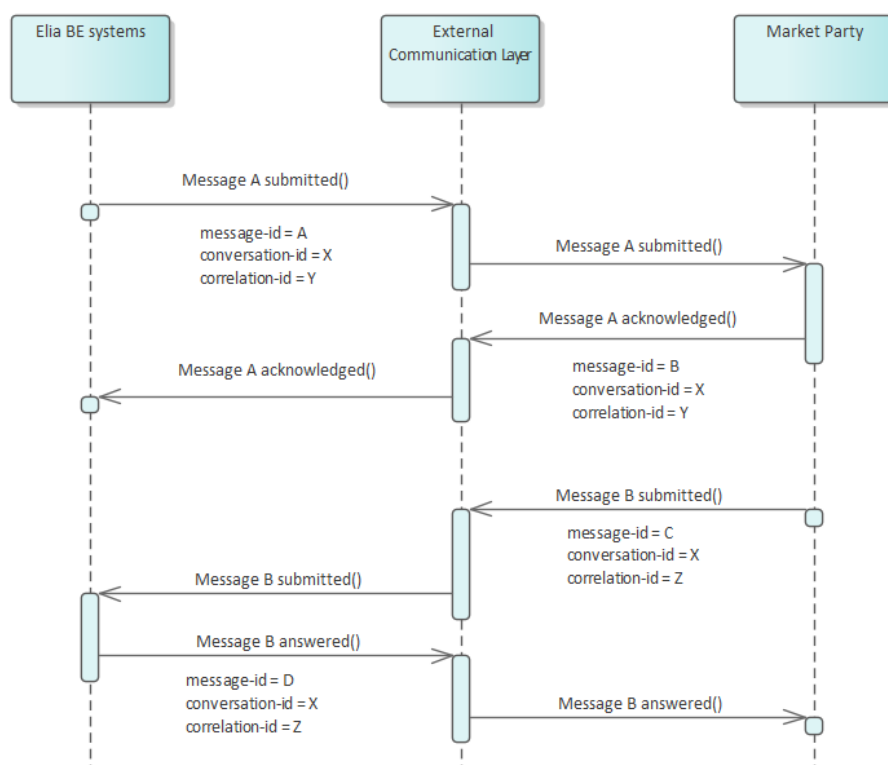 Elia BE systems
External
Communication Layer
Market Party
Message A submitted()
message-id = A
conversation-id = X
correlation-id = Y
Message A submitted()
Message A acknowledged()
message-id = B
conversation-id = X
correlation-id = Y
Message A acknowledged()
Message B submitted()
message-id = C
conversation-id = X
correlation-id = Z
Message B submitted()
Message B answered()
message-id = D
conversation-id = X
correlation-id = Z
Message B answered()